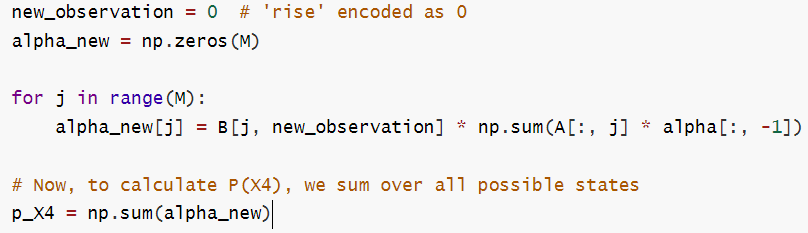 new_observation = 0  # 'rise' encoded as 0
alpha_new = np.zeros(M)
for j in range(M):
    alpha_new[j] = B[j, new_observation] * np.sum(A[:, j] * alpha[:, -1])
# Now, to calculate P(X4), we sum over all possible states
p_X4 = np.sum(alpha_new)